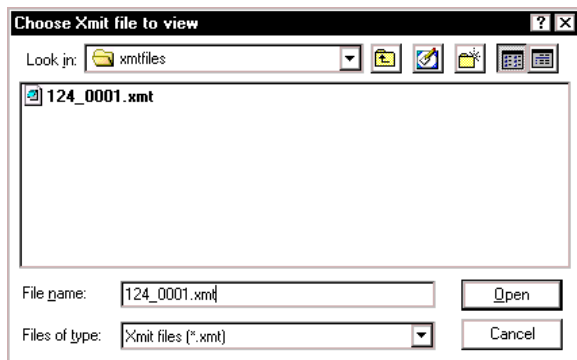 Choose Xmit file to view
Look in: xmtfiles
124_0001.xmt
File name: 124_0001.xmt Open
Files of type: Xmit files (*.xmt) Cancel